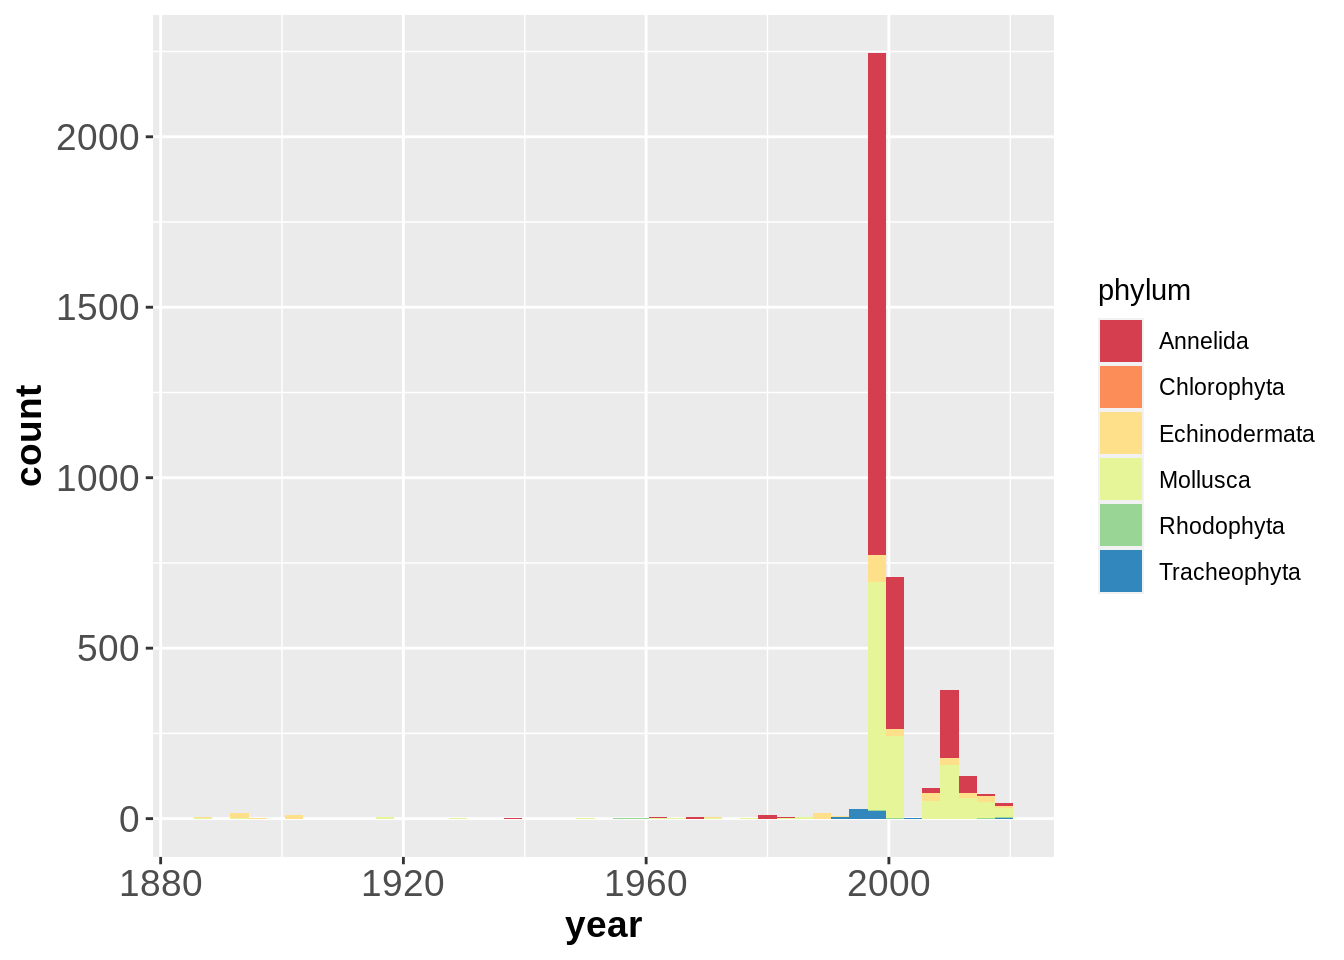 2000
1500
1000
500
0
count
1880
1920
1960
2000
year
phylum
Annelida
Chlorophyta
Echinodermata
Mollusca
Rhodophyta
Tracheophyta